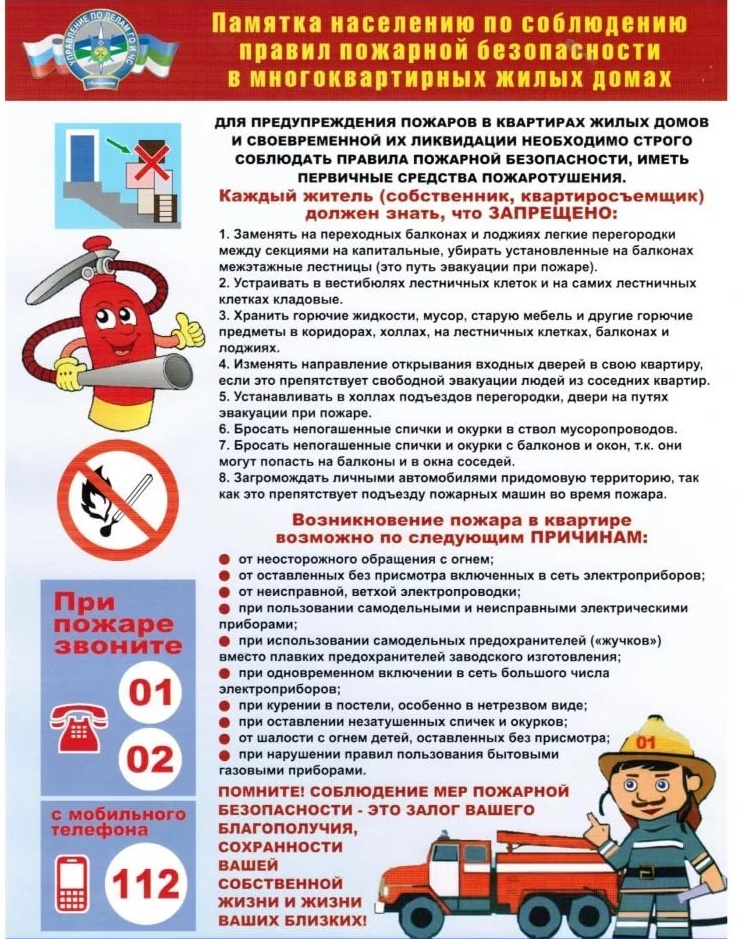 Памятка населению по соблюдению
правил пожарной безопасности
в многоквартирных жилых домах
УПРАВЛЕНИЕ ПО ДЕЛАМ ГО И ЧС
ДЛЯ ПРЕДУПРЕЖДЕНИЯ ПОЖАРОВ В КВАРТИРАХ ЖИЛЫХ ДОМОВ
И СВОЕВРЕМЕННОЙ ИХ ЛИКВИДАЦИИ НЕОБХОДИМО СТРОГО
СОБЛЮДАТЬ ПРАВИЛА ПОЖАРНОЙ БЕЗОПАСНОСТИ, ИМЕТЬ
ПЕРВИЧНЫЕ СРЕДСТВА ПОЖАРОТУШЕНИЯ.
Каждый житель (собственник, квартиросъемщик)
должен знать, что ЗАПРЕЩЕНО:
1. Заменять на переходных балконах и лоджиях легкие перегородки
между секциями на капитальные, убирать установленные на балконах
межэтажные лестницы (это путь эвакуации при пожаре).
2. Устраивать в вестибюлях лестничных клеток и на самих лестничных
клетках кладовые.
3. Хранить горючие жидкости, мусор, старую мебель и другие горючие
предметы в коридорах, холлах, на лестничных клетках, балконах и
лоджиях.
4. Изменять направление открывания входных дверей в свою квартиру,
если это препятствует свободной эвакуации людей из соседних квартир.
5. Устанавливать в холлах подъездов перегородки, двери на путях
эвакуации при пожаре.
6. Бросать непогашенные спички и окурки в ствол мусоропроводов.
7. Бросать непогашенные спички и окурки с балконов и окон, т.к. они
могут попасть на балконы и в окна соседей.
8. Загромождать личными автомобилями придомовую территорию, так
как это препятствует подъезду пожарных машин во время пожара.
Возникновение пожара в квартире
возможно по следующим ПРИЧИНАМ:
● от неосторожного обращения с огнем;
● от оставленных без присмотра включенных в сеть электроприборов;
● от неисправной, ветхой электропроводки;
● при пользовании самодельными и неисправными электрическими
приборами;
● при использовании самодельных предохранителей («жучков»)
вместо плавких предохранителей заводского изготовления;
● при одновременном включении в сеть большого числа
электроприборов;
● при курении в постели, особенно в нетрезвом виде;
● при оставлении незатушенных спичек и окурков;
● от шалости с огнем детей, оставленных без присмотра;
● при нарушении правил пользования бытовыми
газовыми приборами.
ПОМНИТЕ! СОБЛЮДЕНИЕ МЕР ПОЖАРНОЙ
БЕЗОПАСНОСТИ - ЭТО ЗАЛОГ ВАШЕГО
БЛАГОПОЛУЧИЯ,
СОХРАННОСТИ
ВАШЕЙ
СОБСТВЕННОЙ
ЖИЗНИ И ЖИЗНИ
ВАШИХ БЛИЗКИХ!
При
пожаре
звоните
01
02
с мобильного
телефона
112
01